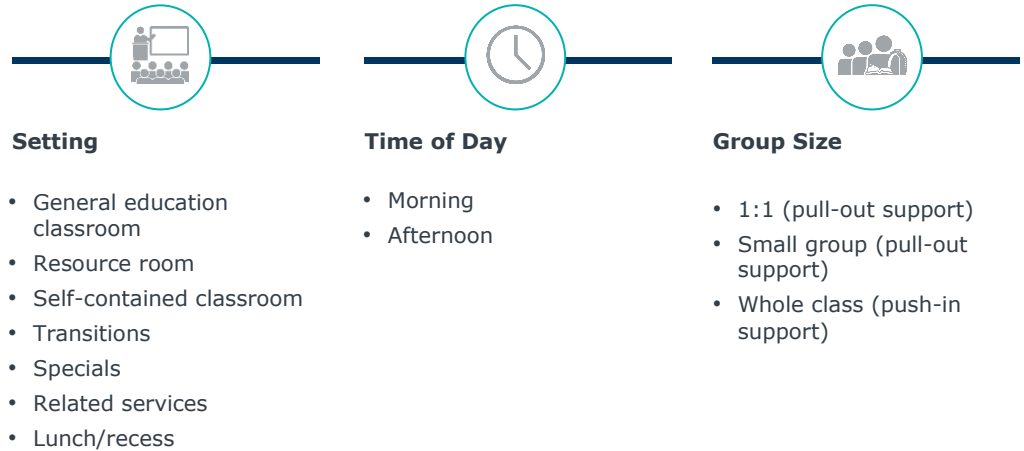 Setting
• General education
classroom
• Resource room
• Self-contained classroom
• Transitions
• Specials
• Related services
• Lunch/recess
Time of Day
• Morning
• Afternoon
Group Size
• 1:1 (pull-out support)
• Small group (pull-out
support)
• Whole class (push-in
support)